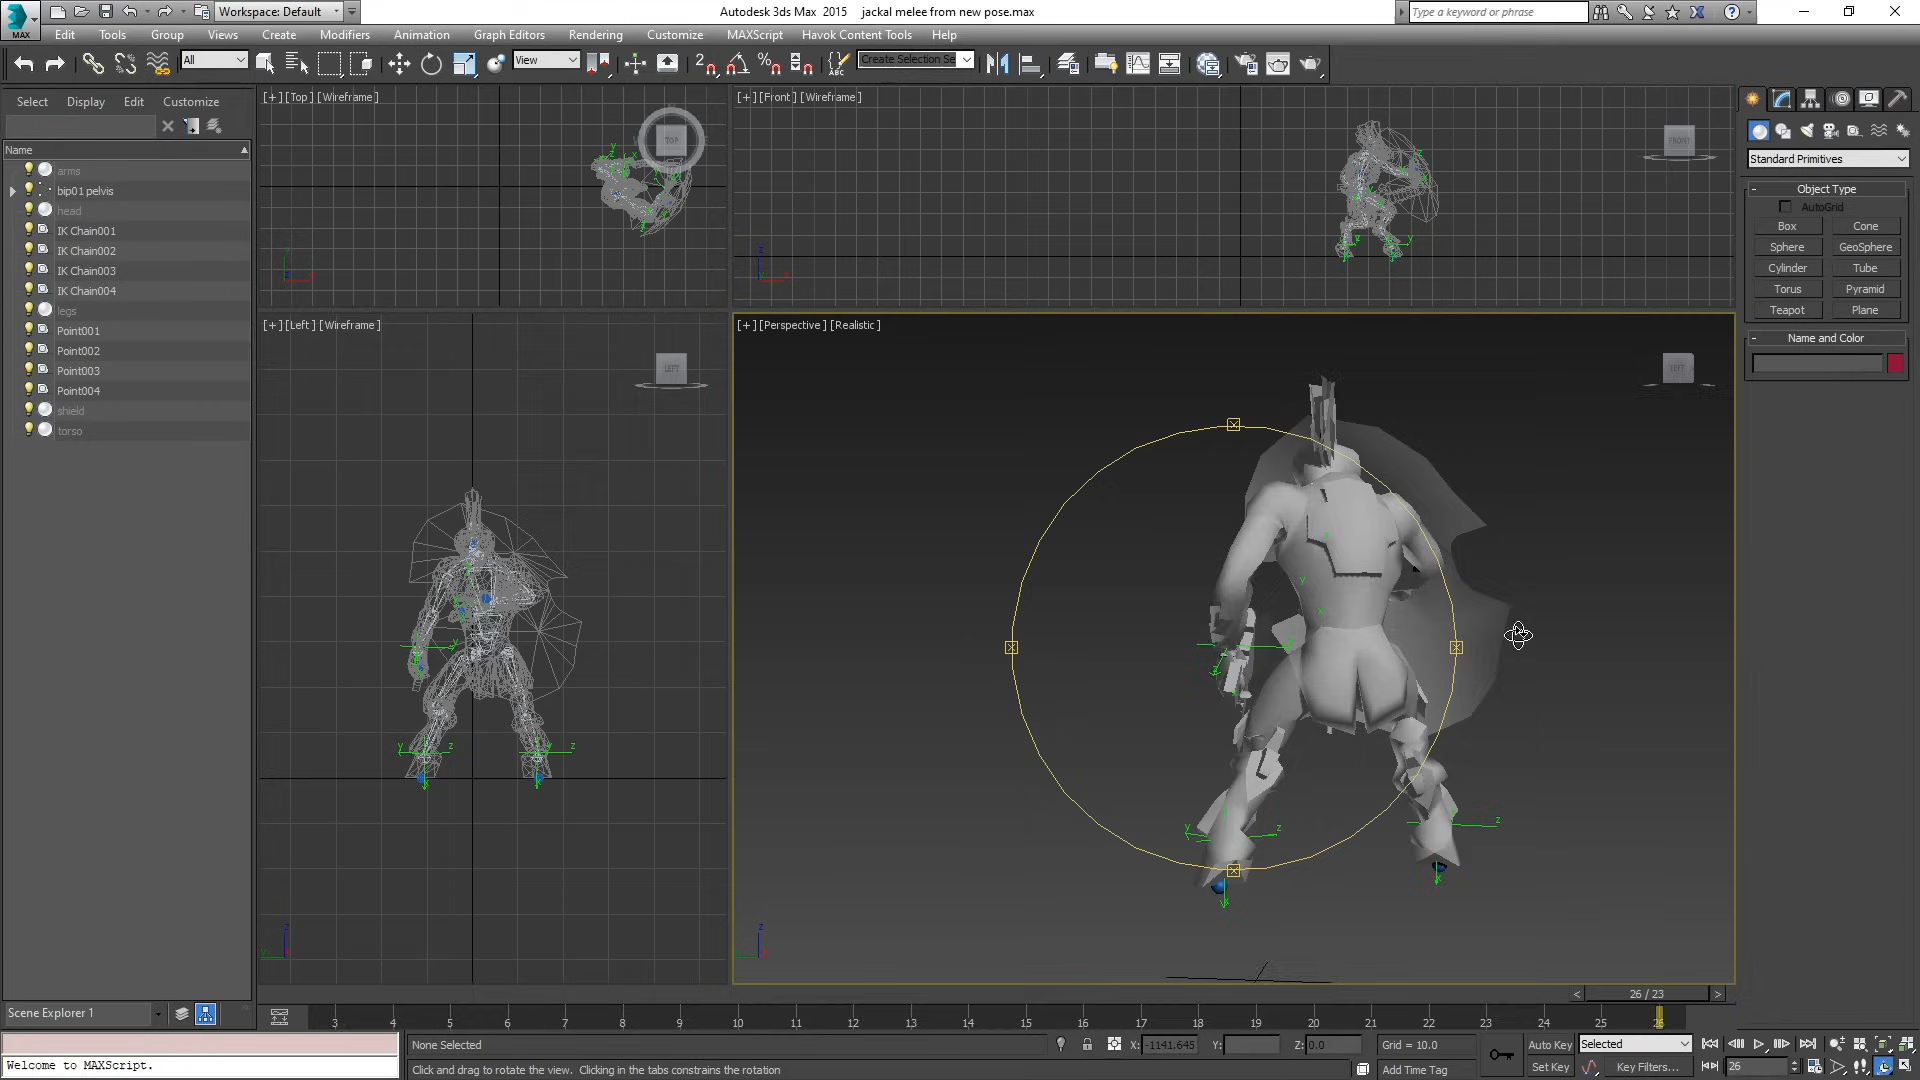 Workspace: Default
Autodesk 3ds Max 2015 jackal melee from new pose.max
Type a keyword or phrase
MAX
Edit Tools Group Views Create Modifiers Animation Graph Editors Rendering Customize MAXScript Havok Content Tools Help
All
View
Create Selection Se
Select Display Edit Customize
Name
arms
bip01 pelvis
head
IK Chain001
IK Chain002
IK Chain003
IK Chain004
legs
Point001
Point002
Point003
Point004
shield
torso
Scene Explorer 1
[+][Top][Wireframe]
TOP
[+][Front][Wireframe]
FRONT
[+][Left][Wireframe]
LEFT
[+][Perspective][Realistic]
LEFT
Standard Primitives
Object Type
AutoGrid
Box Cone
Sphere GeoSphere
Cylinder Tube
Torus Pyramid
Teapot Plane
Name and Color
< 26 / 23 >
3 4 5 6 7 8 9 10 11 12 13 14 15 16 17 18 19 20 21 22 23 24 25 26
Welcome to MAXScript.
None Selected
X: -1141.645 Y: Z: 0.0
Grid = 10.0
Auto Key Selected
Click and drag to rotate the view. Clicking in the tabs constrains the rotation
Add Time Tag
Set Key Key Filters... 26